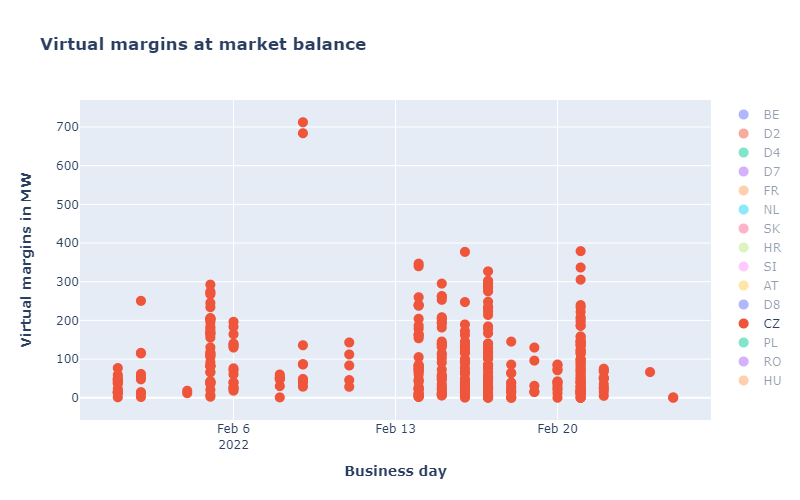 Virtual margins at market balance
Virtual margins in MW
700
600
500
400
300
200
100
0
Feb 6
2022
Feb 13
Feb 20
Business day
BE
D2
D4
D7
FR
NL
SK
HR
SI
AT
D8
CZ
PL
RO
HU